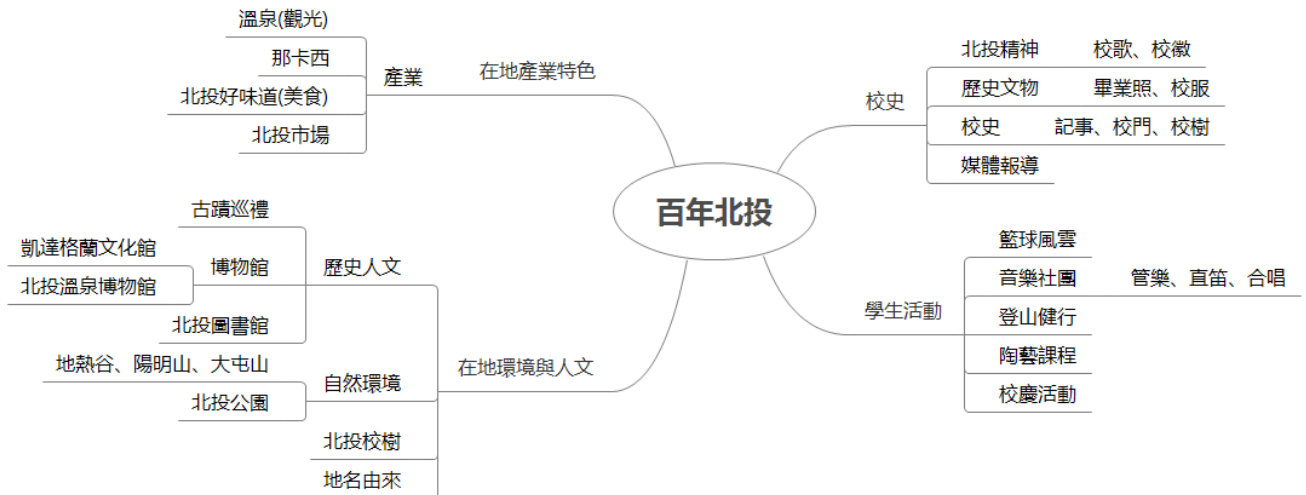 百年北投
校史
北投精神
校歌、校徽
歷史文物
畢業照、校服
校史
記事、校門、校樹
媒體報導
學生活動
籃球風雲
音樂社團
管樂、直笛、合唱
登山健行
陶藝課程
校慶活動
在地產業特色
產業
溫泉(觀光)
那卡西
北投好味道(美食)
北投市場
在地環境與人文
歷史人文
古蹟巡禮
博物館
凱達格蘭文化館
北投溫泉博物館
北投圖書館
自然環境
地熱谷、陽明山、大屯山
北投公園
北投校樹
地名由來